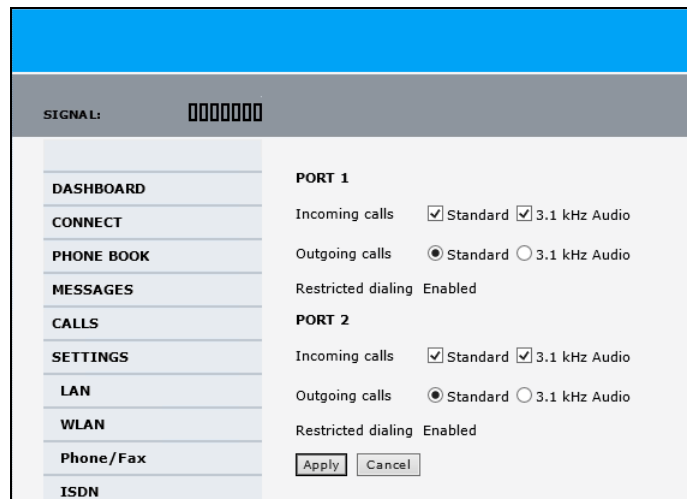 SIGNAL:
DASHBOARD
CONNECT
PHONE BOOK
MESSAGES
CALLS
SETTINGS
LAN
WLAN
Phone/Fax
ISDN
PORT 1
Incoming calls Standard 3.1 kHz Audio
Outgoing calls Standard 3.1 kHz Audio
Restricted dialing Enabled
PORT 2
Incoming calls Standard 3.1 kHz Audio
Outgoing calls Standard 3.1 kHz Audio
Restricted dialing Enabled
Apply Cancel